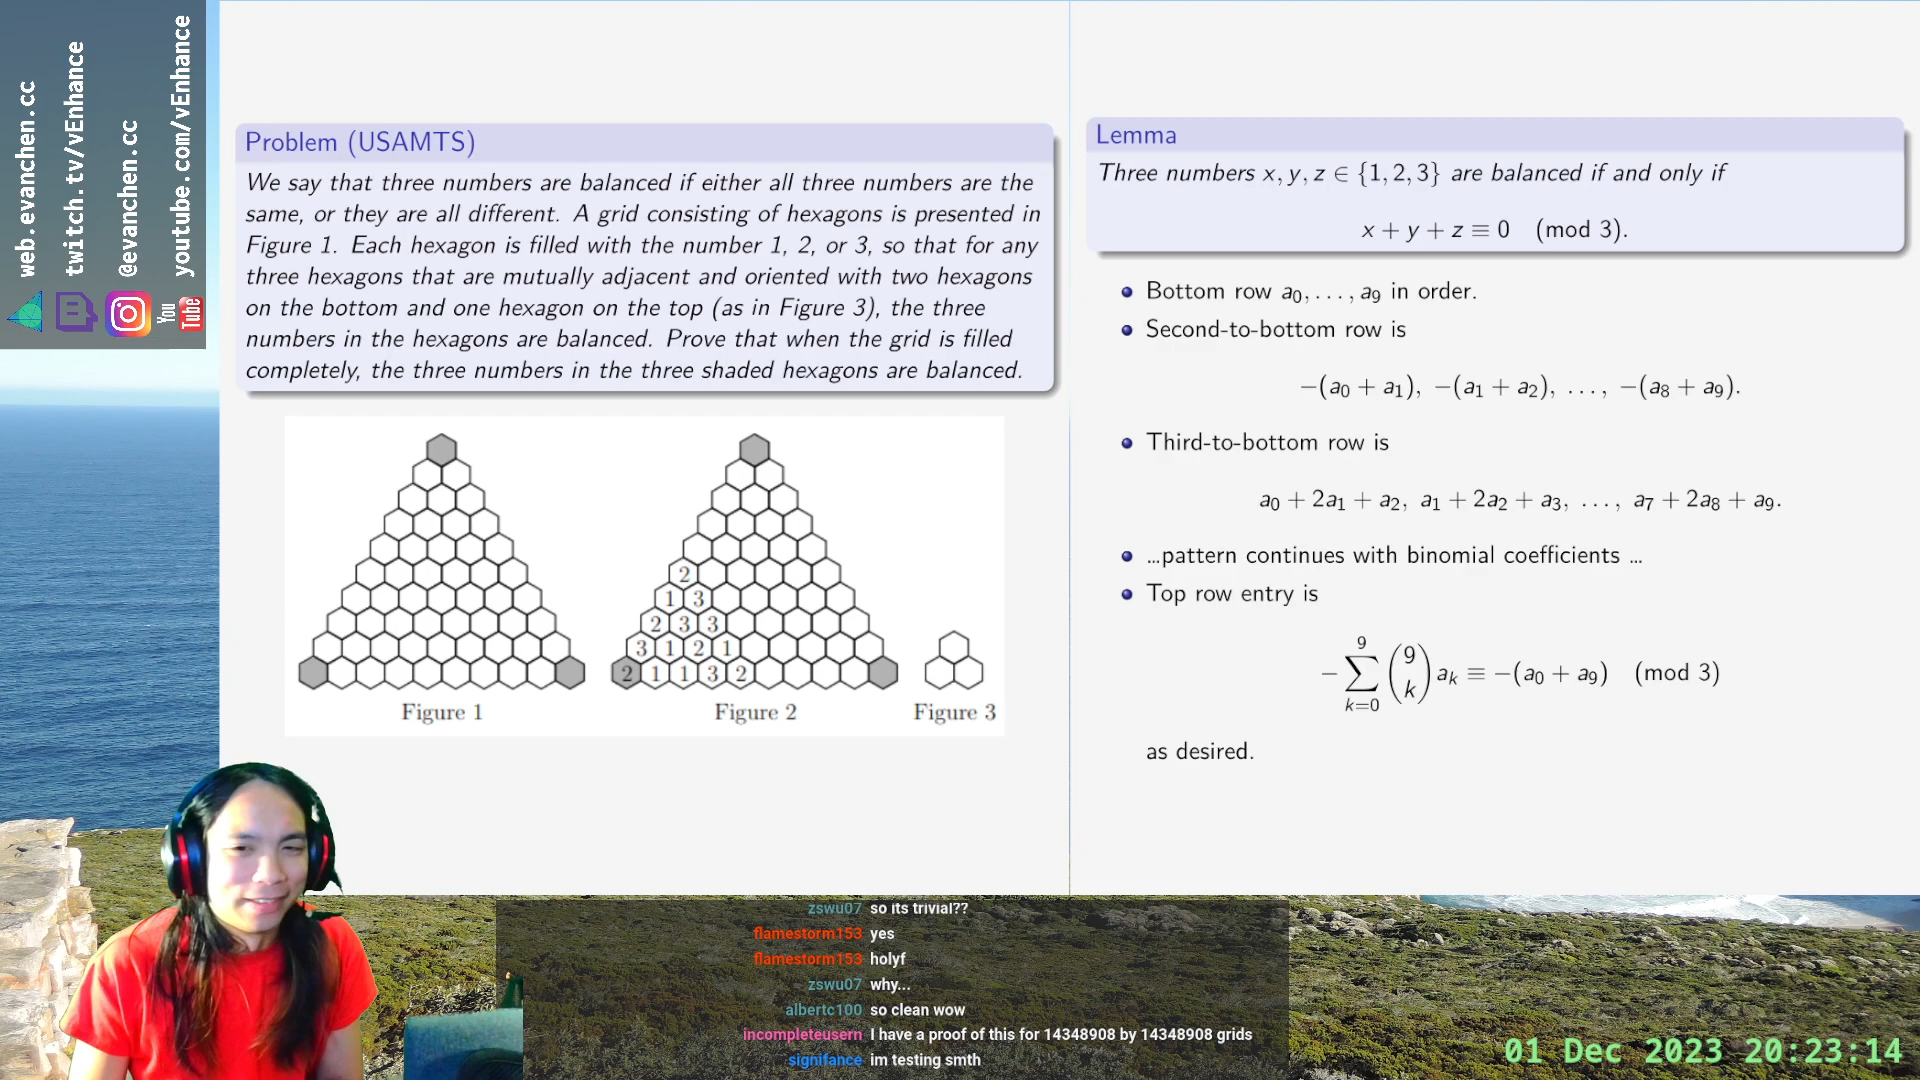 web.evanchen.cc
twitch.tv/vEnhance
@evanchen.cc
youtube.com/vEnhance
You
Tube
Problem (USAMTS)
We say that three numbers are balanced if either all three numbers are the
same, or they are all different. A grid consisting of hexagons is presented in
Figure 1. Each hexagon is filled with the number 1, 2, or 3, so that for any
three hexagons that are mutually adjacent and oriented with two hexagons
on the bottom and one hexagon on the top (as in Figure 3), the three
numbers in the hexagons are balanced. Prove that when the grid is filled
completely, the three numbers in the three shaded hexagons are balanced.
2
1 3
2 3 3
3 1 2 1
2 1 1 3 2
Figure 1
Figure 2
Figure 3
Lemma
Three numbers x, y, z ∈ {1, 2, 3} are balanced if and only if
x + y + z ≡ 0 (mod 3).
Bottom row a₀, . . . , a₉ in order.
Second-to-bottom row is
−(a₀ + a₁), −(a₁ + a₂), . . . , −(a₈ + a₉).
Third-to-bottom row is
a₀ + 2a₁ + a₂, a₁ + 2a₂ + a₃, . . . , a₇ + 2a₈ + a₉.
...pattern continues with binomial coefficients ...
Top row entry is
− ∑_{k=0}^{9} (9 k) aₖ ≡ −(a₀ + a₉) (mod 3)
as desired.
zswu07 so its trivial??
flamestorm153 yes
flamestorm153 holyf
zswu07 why...
albertc100 so clean wow
incompleteusern I have a proof of this for 14348908 by 14348908 grids
signifance im testing smth
01 Dec 2023 20:23:14